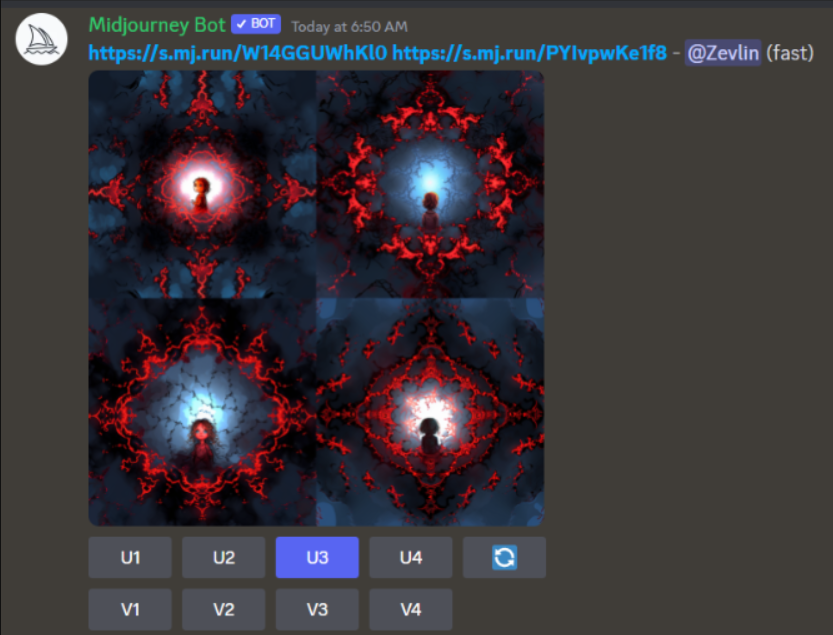 Midjourney Bot ✓ BOT Today at 6:50 AM
https://s.mj.run/W14GGUWhKl0 https://s.mj.run/PYIvpwKe1f8 - @Zevlin (fast)
U1 U2 U3 U4
V1 V2 V3 V4